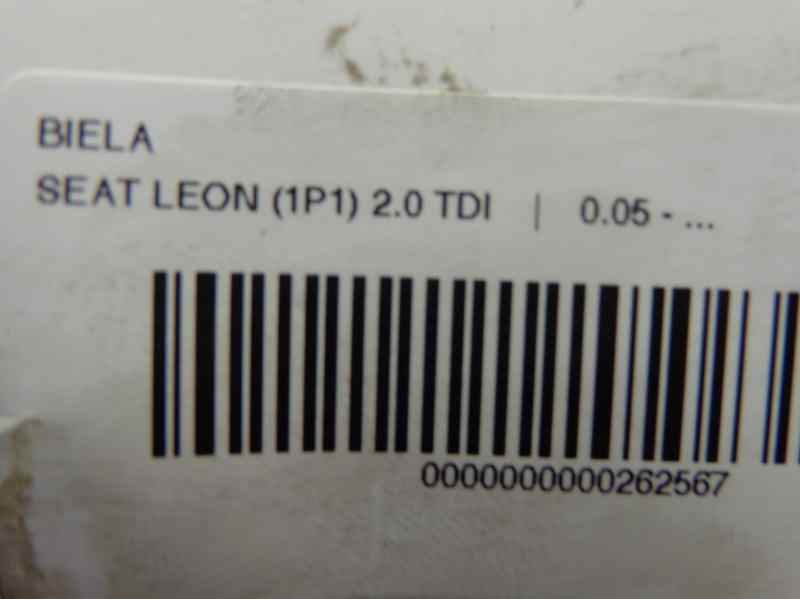 BIELA
SEAT LEON (1P1) 2.0 TDI | 0.05 - ...
0000000000262567